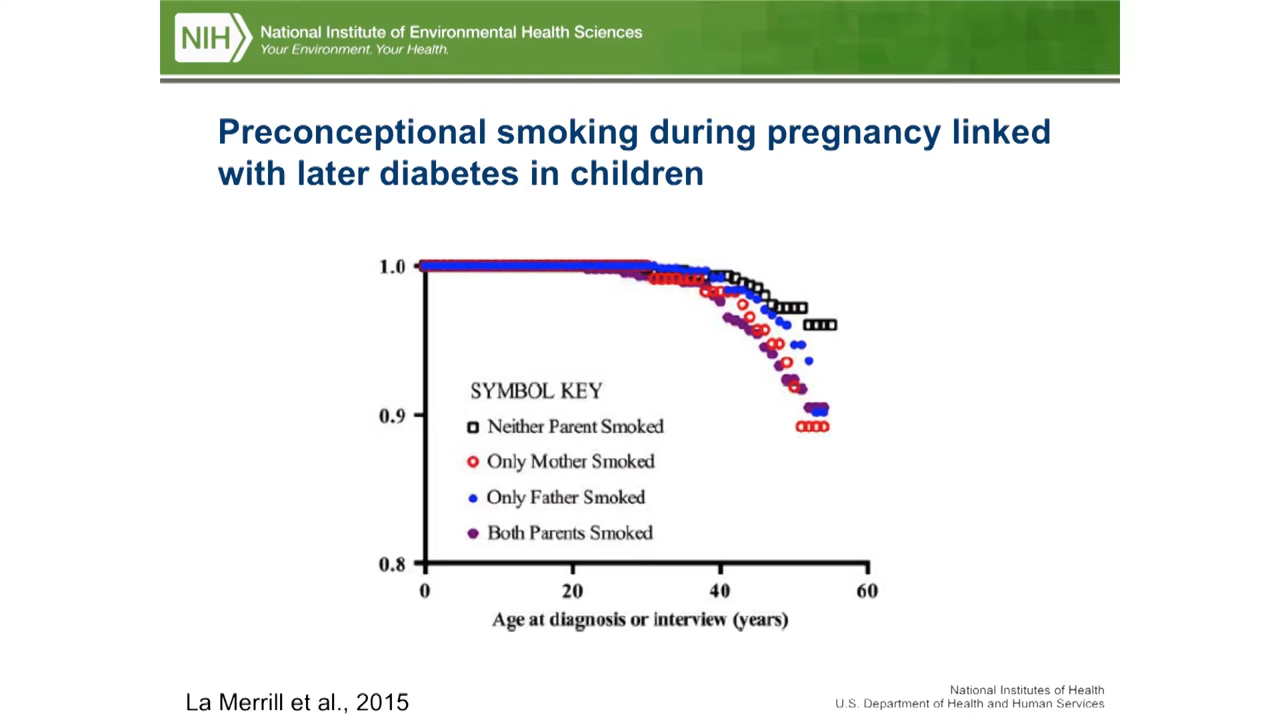 NIH
National Institute of Environmental Health Sciences
Your Environment. Your Health.
Preconceptional smoking during pregnancy linked
with later diabetes in children
1.0
0.9
0.8
SYMBOL KEY
Neither Parent Smoked
Only Mother Smoked
Only Father Smoked
Both Parents Smoked
0 20 40 60
Age at diagnosis or interview (years)
La Merrill et al., 2015
National Institutes of Health
U.S. Department of Health and Human Services